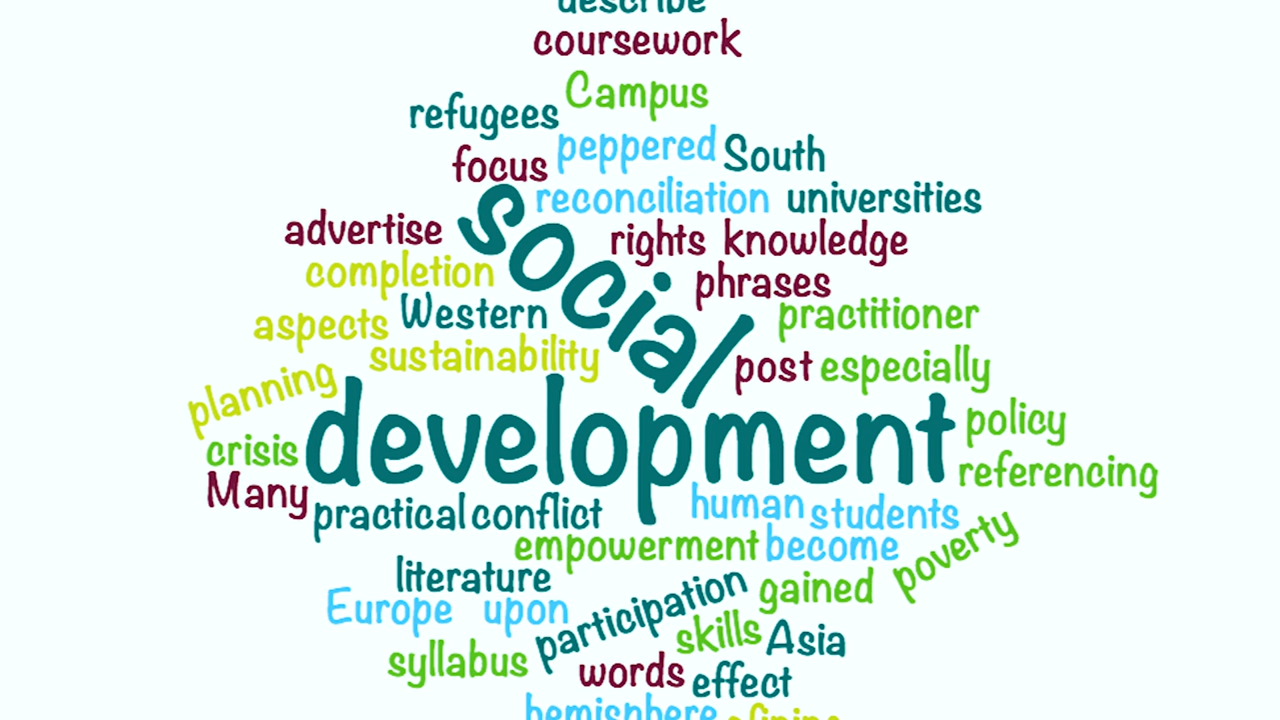 describe
coursework
Campus
refugees
peppered
South
focus
reconciliation
universities
social
advertise
rights
knowledge
completion
phrases
Western
practitioner
aspects
sustainability
post
especially
planning
development
policy
crisis
referencing
Many
practical
conflict
human
students
empowerment
become
poverty
literature
participation
gained
Europe
upon
skills
Asia
syllabus
words
effect
hemisphere